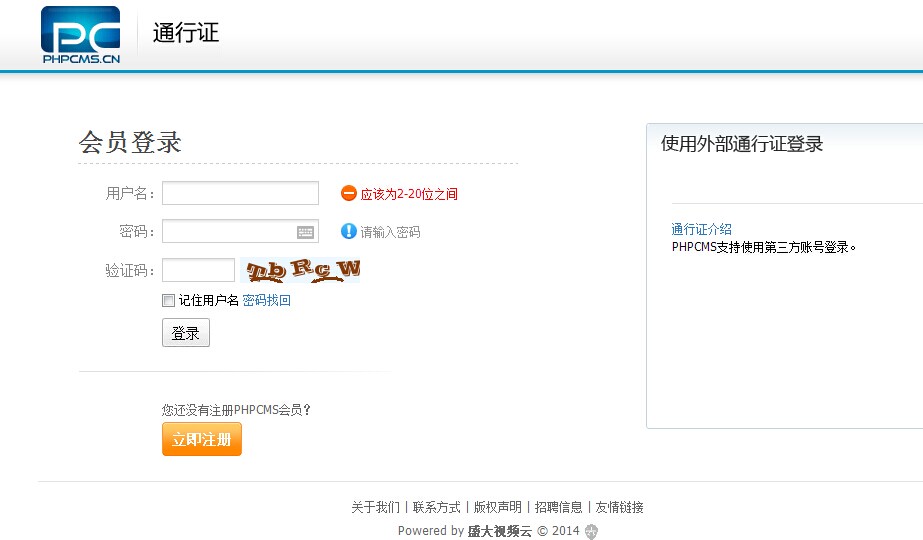 PC
PHPCMS.CN
通行证
会员登录
用户名：
应该为2-20位之间
密码：
请输入密码
验证码：
TbRcW
记住用户名 密码找回
登录
您还没有注册PHPCMS会员？
立即注册
使用外部通行证登录
通行证介绍
PHPCMS支持使用第三方账号登录。
关于我们 | 联系方式 | 版权声明 | 招聘信息 | 友情链接
Powered by 盛大视频云 © 2014